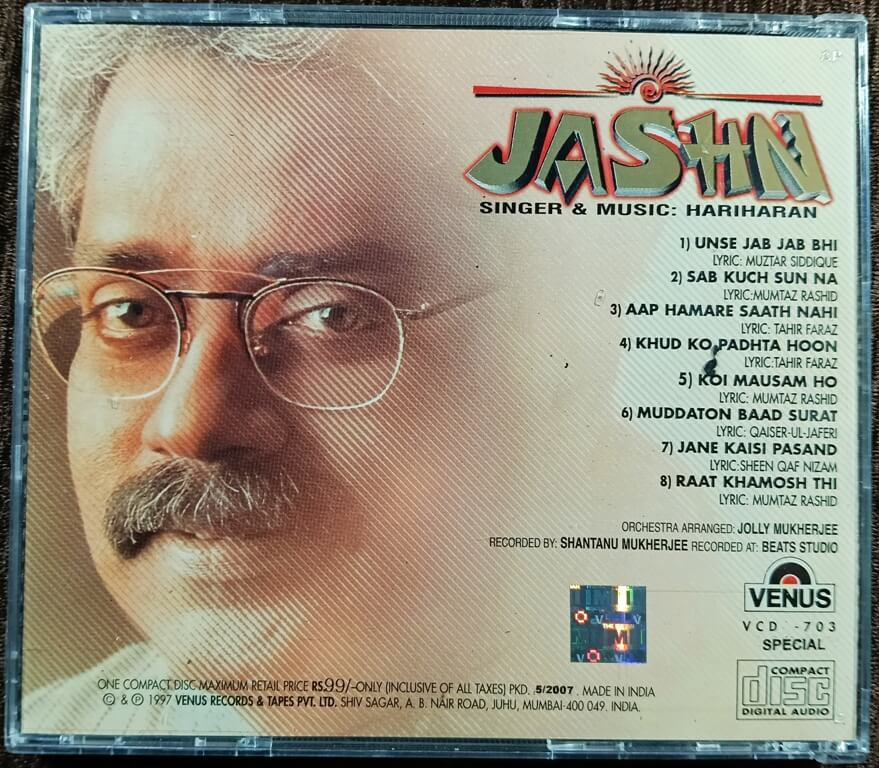 JASHN
SINGER & MUSIC: HARIHARAN
1) UNSE JAB JAB BHI
LYRIC: MUZTAR SIDDIQUE
2) SAB KUCH SUN NA
LYRIC:MUMTAZ RASHID
3) AAP HAMARE SAATH NAHI
LYRIC: TAHIR FARAZ
4) KHUD KO PADHTA HOON
LYRIC:TAHIR FARAZ
5) KOI MAUSAM HO
LYRIC: MUMTAZ RASHID
6) MUDDATON BAAD SURAT
LYRIC: QAISER-UL-JAFERI
7) JANE KAISI PASAND
LYRIC:SHEEN QAF NIZAM
8) RAAT KHAMOSH THI
LYRIC: MUMTAZ RASHID
ORCHESTRA ARRANGED: JOLLY MUKHERJEE
RECORDED BY: SHANTANU MUKHERJEE RECORDED AT: BEATS STUDIO
VENUS
VCD -703
SPECIAL
COMPACT
disc
DIGITAL AUDIO
ONE COMPACT DISC MAXIMUM RETAIL PRICE RS.99/-ONLY (INCLUSIVE OF ALL TAXES) PKD. 5/2007. MADE IN INDIA
© & ℗ 1997 VENUS RECORDS & TAPES PVT. LTD. SHIV SAGAR, A. B. NAIR ROAD, JUHU, MUMBAI-400 049. INDIA.